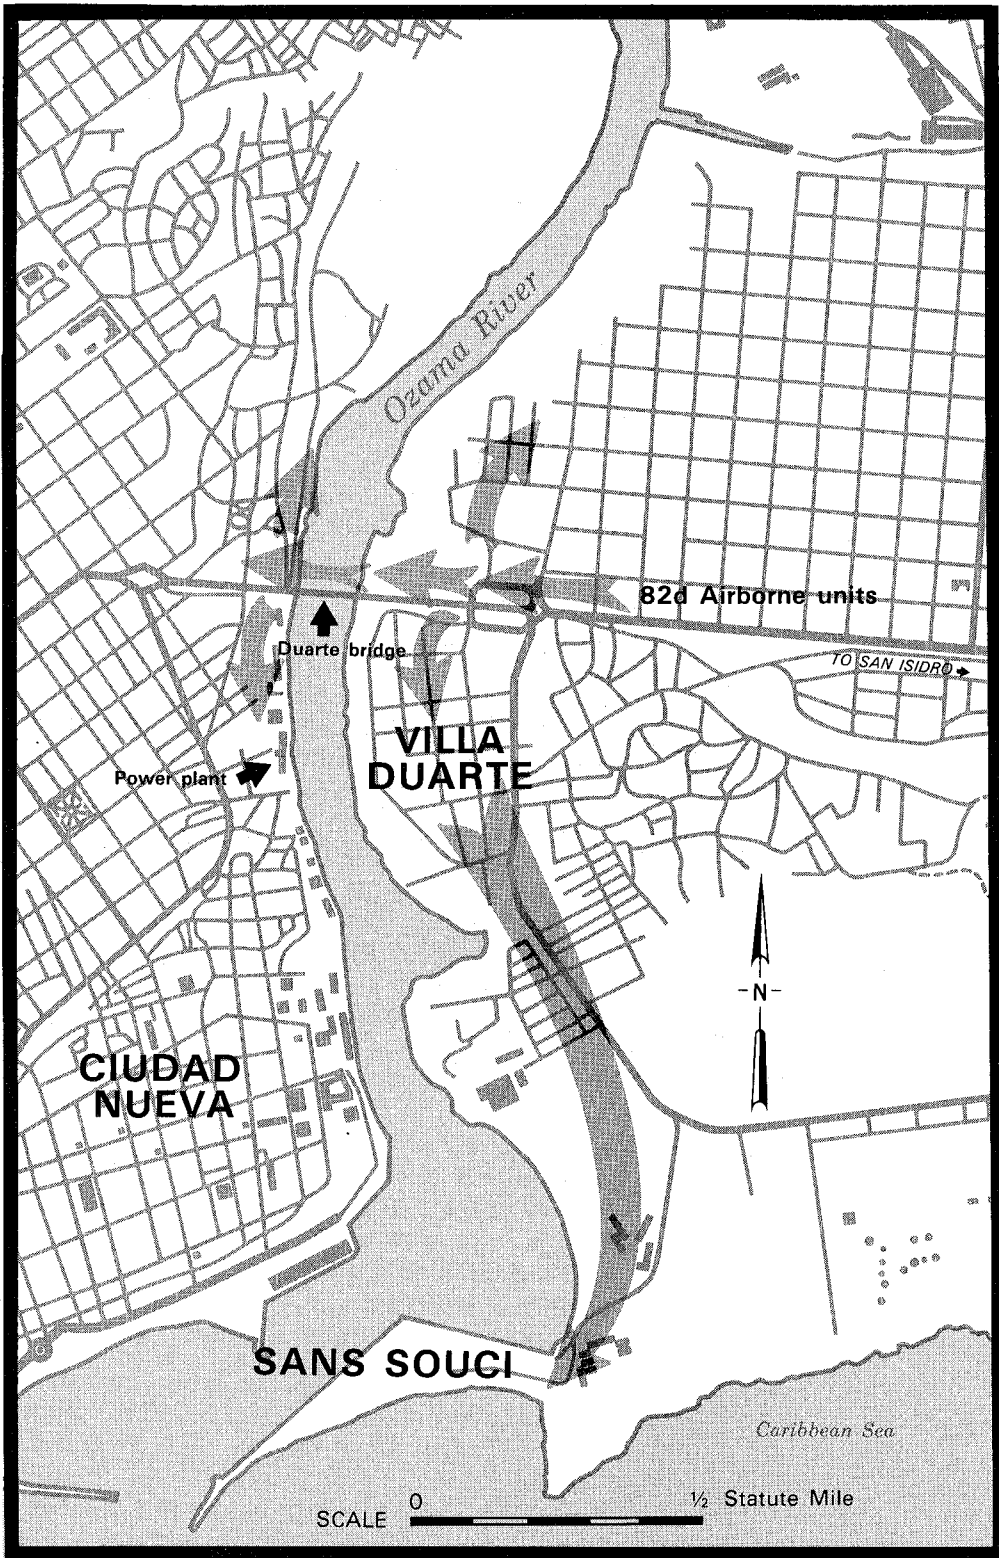 Ozama River
82d Airborne units
Duarte bridge
TO SAN ISIDRO
VILLA
DUARTE
Power plant
N
CIUDAD
NUEVA
SANS SOUCI
Caribbean Sea
0
½ Statute Mile
SCALE